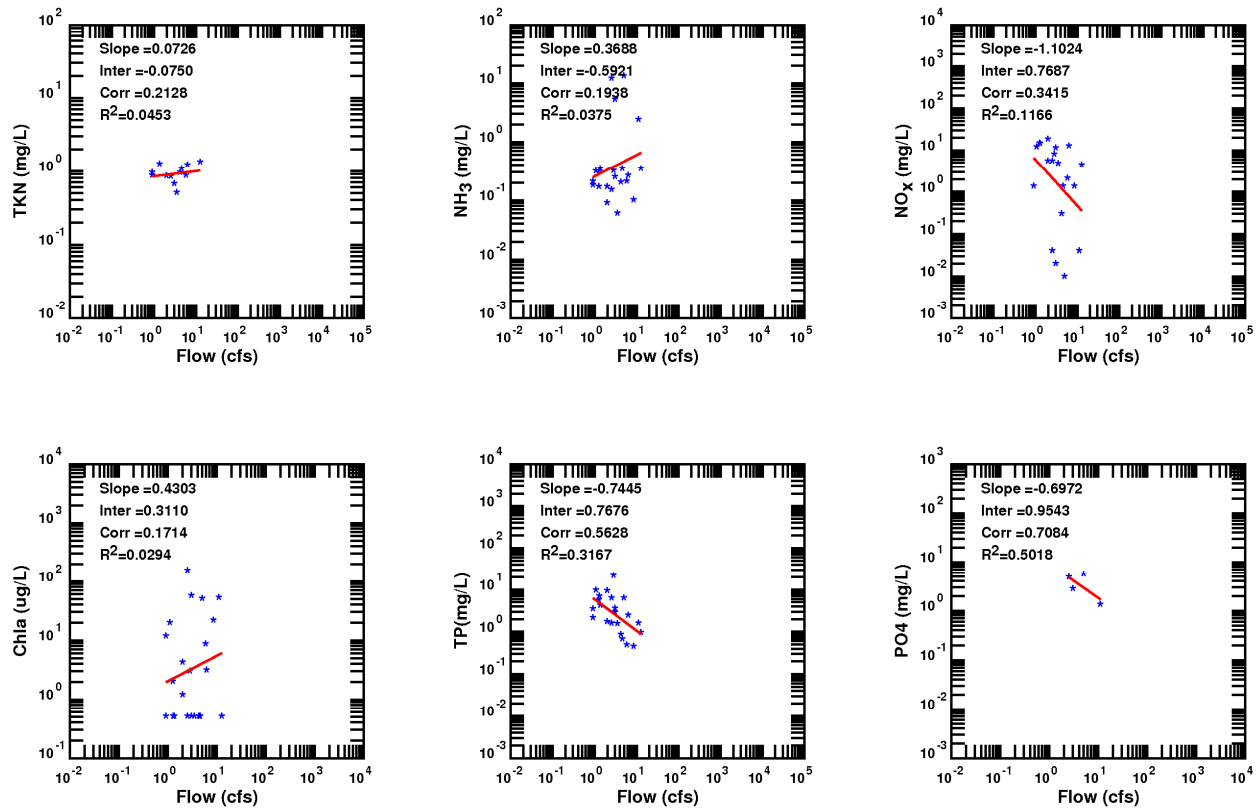 10^2
10^1
10^0
10^-1
10^-2
TKN (mg/L)
Slope =0.0726
Inter =-0.0750
Corr =0.2128
R^2=0.0453
10^-2 10^-1 10^0 10^1 10^2 10^3 10^4 10^5
Flow (cfs)
10^2
10^1
10^0
10^-1
10^-2
10^-3
NH3 (mg/L)
Slope =0.3688
Inter =-0.5921
Corr =0.1938
R^2=0.0375
10^-2 10^-1 10^0 10^1 10^2 10^3 10^4 10^5
Flow (cfs)
10^4
10^3
10^2
10^1
10^0
10^-1
10^-2
10^-3
NOx (mg/L)
Slope =-1.1024
Inter =0.7687
Corr =0.3415
R^2=0.1166
10^-2 10^-1 10^0 10^1 10^2 10^3 10^4 10^5
Flow (cfs)
10^4
10^3
10^2
10^1
10^0
10^-1
Chla (ug/L)
Slope =0.4303
Inter =0.3110
Corr =0.1714
R^2=0.0294
10^-2 10^-1 10^0 10^1 10^2 10^3 10^4
Flow (cfs)
10^4
10^3
10^2
10^1
10^0
10^-1
10^-2
10^-3
TP(mg/L)
Slope =-0.7445
Inter =0.7676
Corr =0.5628
R^2=0.3167
10^-2 10^-1 10^0 10^1 10^2 10^3 10^4 10^5
Flow (cfs)
10^3
10^2
10^1
10^0
10^-1
10^-2
10^-3
PO4 (mg/L)
Slope =-0.6972
Inter =0.9543
Corr =0.7084
R^2=0.5018
10^-2 10^-1 10^0 10^1 10^2 10^3 10^4
Flow (cfs)